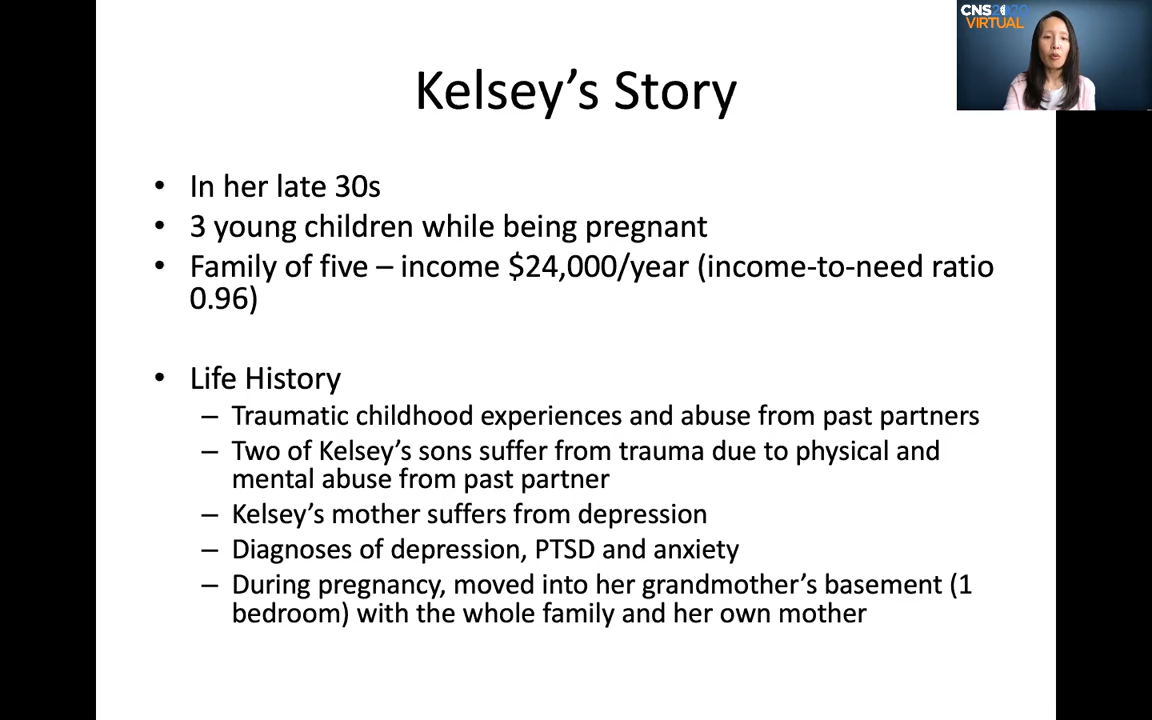 CNS2020
VIRTUAL
Kelsey’s Story
• In her late 30s
• 3 young children while being pregnant
• Family of five – income $24,000/year (income-to-need ratio
0.96)
• Life History
– Traumatic childhood experiences and abuse from past partners
– Two of Kelsey’s sons suffer from trauma due to physical and
mental abuse from past partner
– Kelsey’s mother suffers from depression
– Diagnoses of depression, PTSD and anxiety
– During pregnancy, moved into her grandmother’s basement (1
bedroom) with the whole family and her own mother